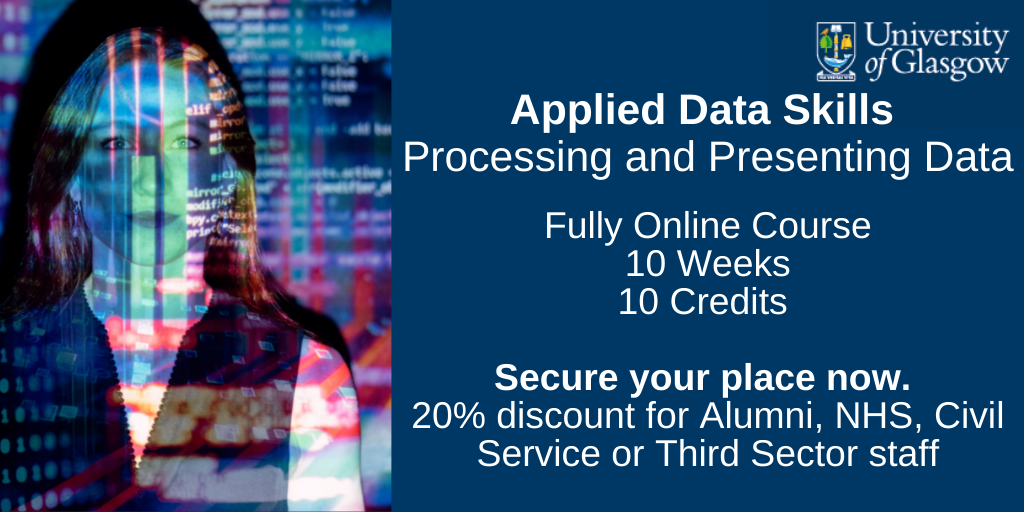 University
of Glasgow
Applied Data Skills
Processing and Presenting Data
Fully Online Course
10 Weeks
10 Credits
Secure your place now.
20% discount for Alumni, NHS, Civil
Service or Third Sector staff